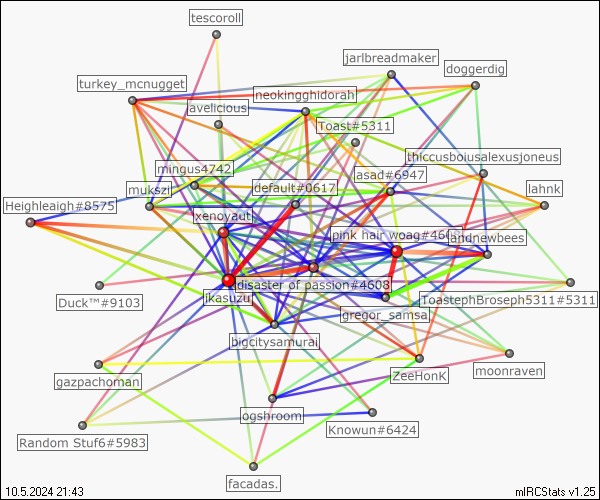 tescoroll
jarlbreadmaker
doggerdig
turkey_mcnugget
neokingghidorah
avelicious
Toast#5311
thiccusboiusalexusjoneus
mingus4742
asad#6947
mukszi
default#0617
lahnk
Heighleaigh#8575
xenoyaut
pink hair woag#466
andnewbees
disaster of passion#4608
Duck™#9103
ikasuzu
ToastephBroseph5311#5311
gregor_samsa
bigcitysamurai
moonraven
gazpachoman
ZeeHonK
ogshroom
Knowun#6424
Random Stuf6#5983
facadas.
10.5.2024 21:43
mIRCStats v1.25